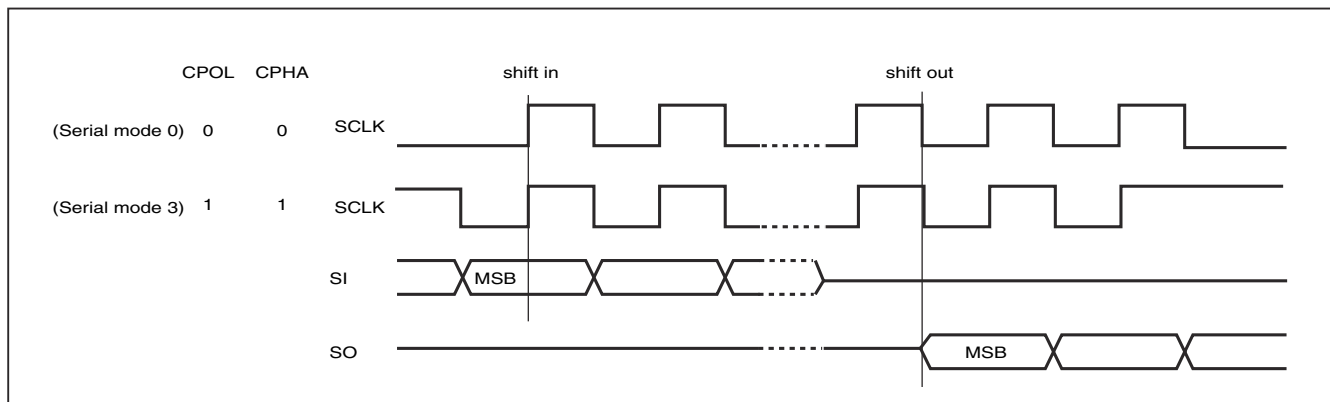 CPOL CPHA shift in shift out
(Serial mode 0) 0 0 SCLK
(Serial mode 3) 1 1 SCLK
SI MSB
SO MSB